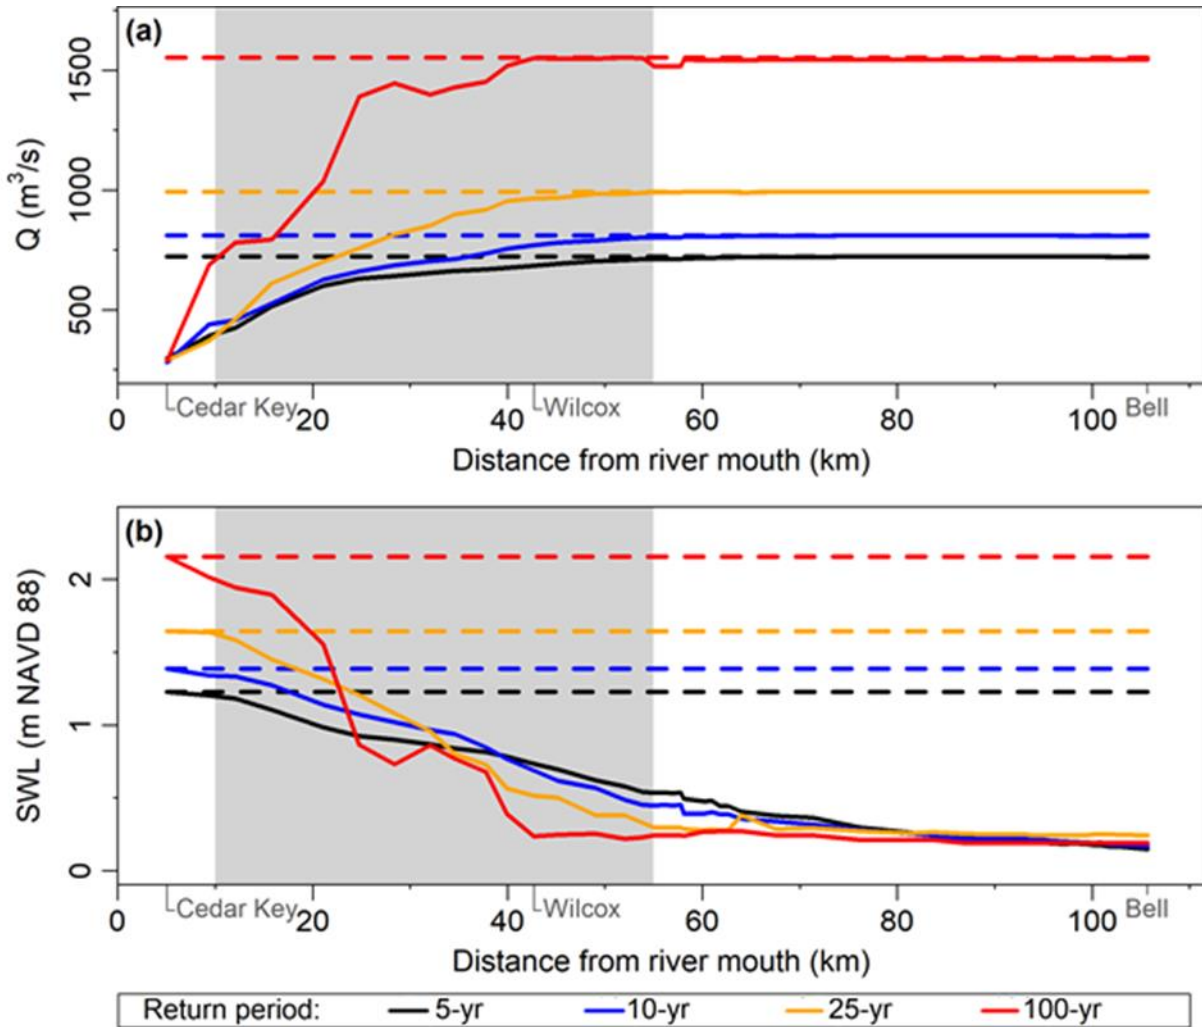 (a)
1500
1000
500
Q (m³/s)
Cedar Key
Wilcox
Bell
0 20 40 60 80 100
Distance from river mouth (km)
(b)
2
1
0
SWL (m NAVD 88)
Cedar Key
Wilcox
Bell
0 20 40 60 80 100
Distance from river mouth (km)
Return period: 5-yr 10-yr 25-yr 100-yr